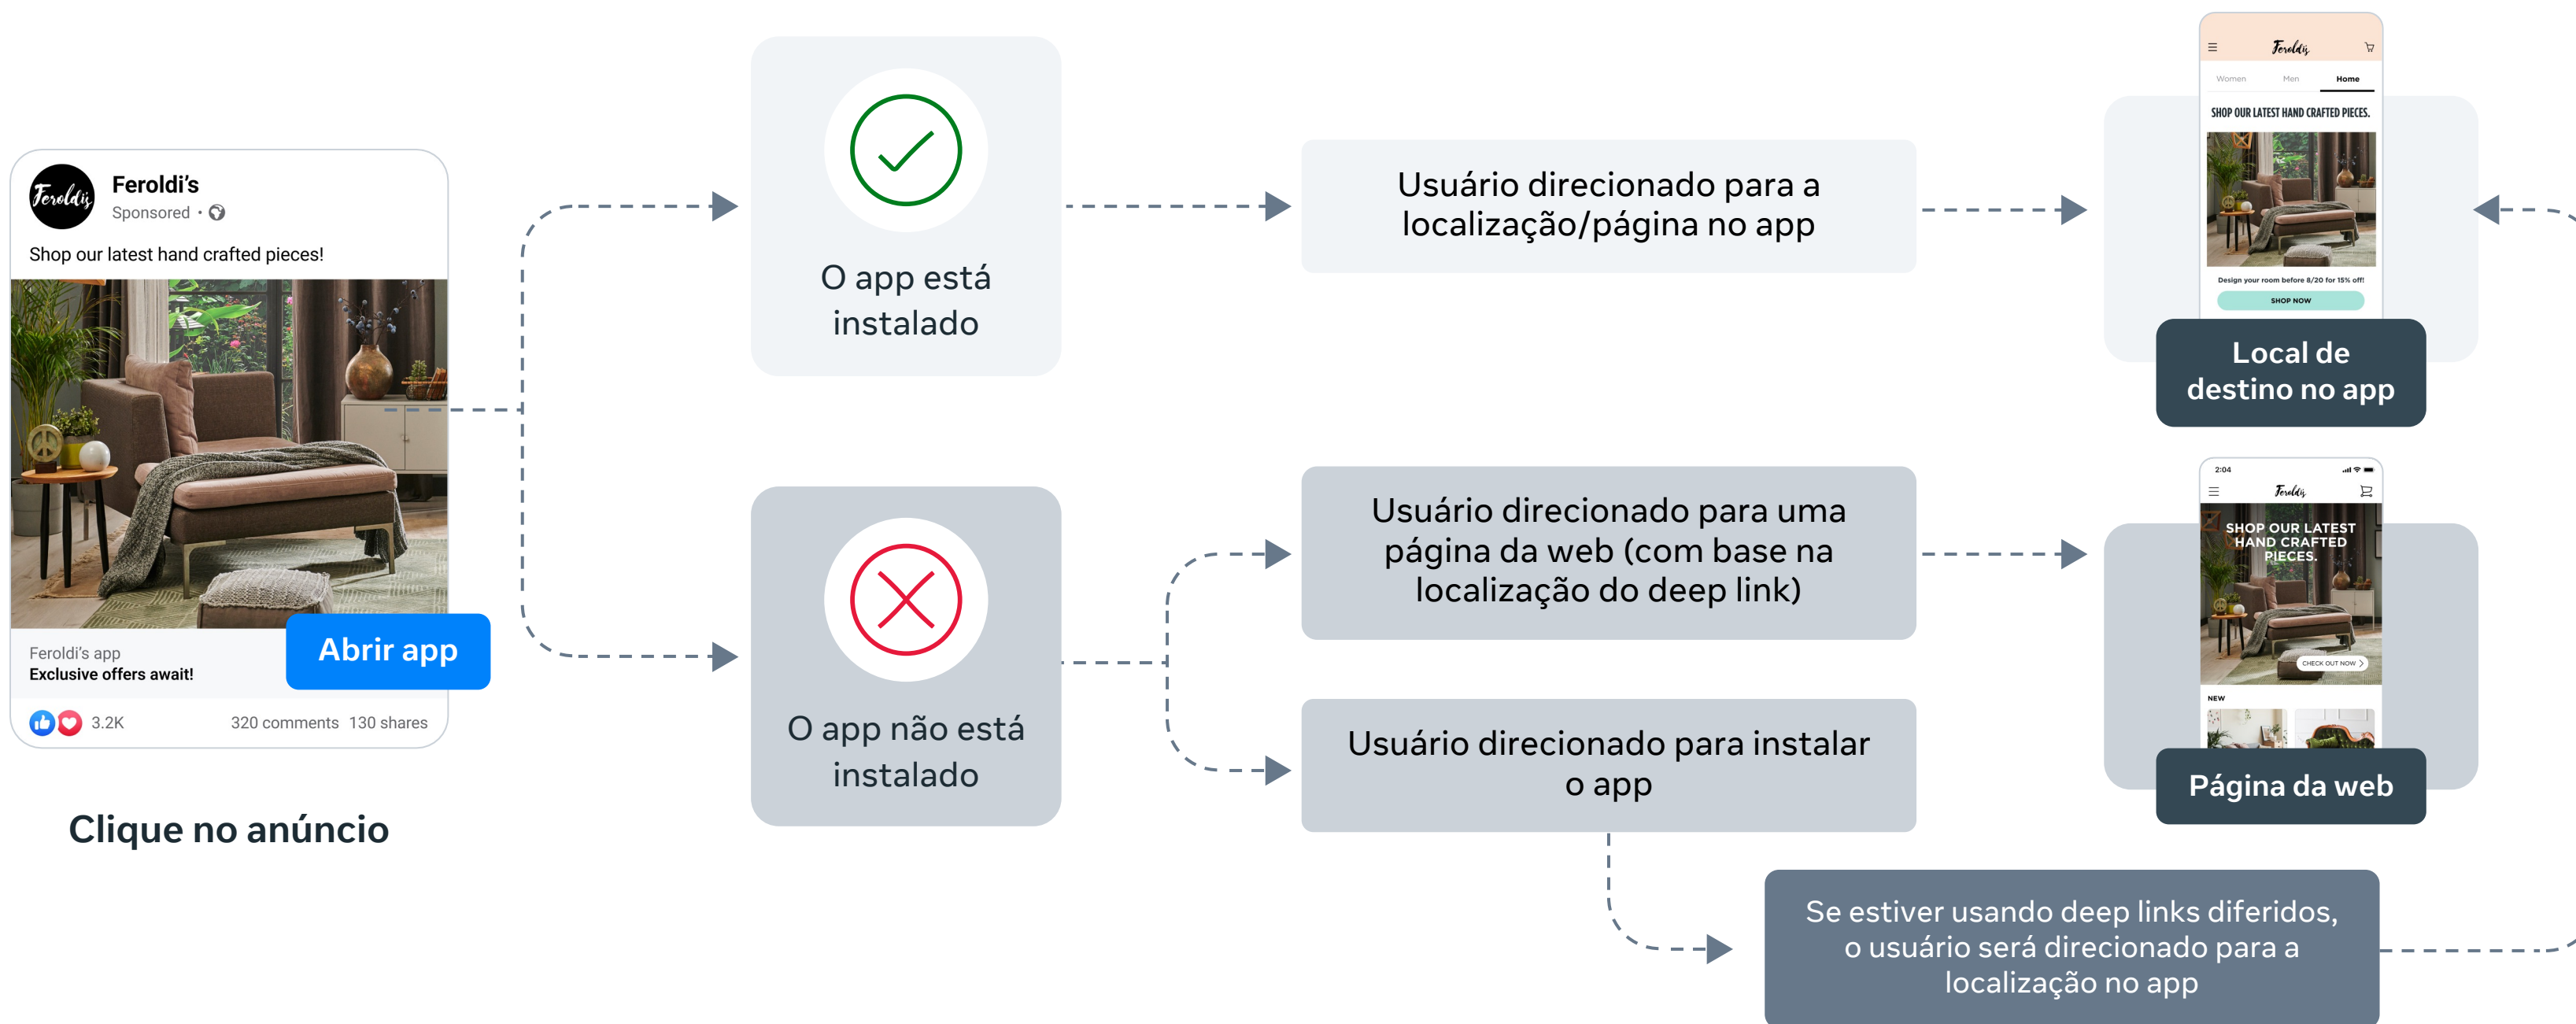 Feroldi's
Feroldi's
Sponsored
Shop our latest hand crafted pieces!
Feroldi's app
Exclusive offers await!
Abrir app
3.2K
320 comments 130 shares
Clique no anúncio
O app está
instalado
Usuário direcionado para a
localização/página no app
Feroldi's
Women Men Home
SHOP OUR LATEST HAND CRAFTED PIECES.
Design your room before 8/20 for 15% off!
SHOP NOW
Local de
destino no app
O app não está
instalado
Usuário direcionado para uma
página da web (com base na
localização do deep link)
2:04
Feroldi's
SHOP OUR LATEST
HAND CRAFTED
PIECES.
CHECK OUT NOW
NEW
Página da web
Usuário direcionado para instalar
o app
Se estiver usando deep links diferidos,
o usuário será direcionado para a
localização no app